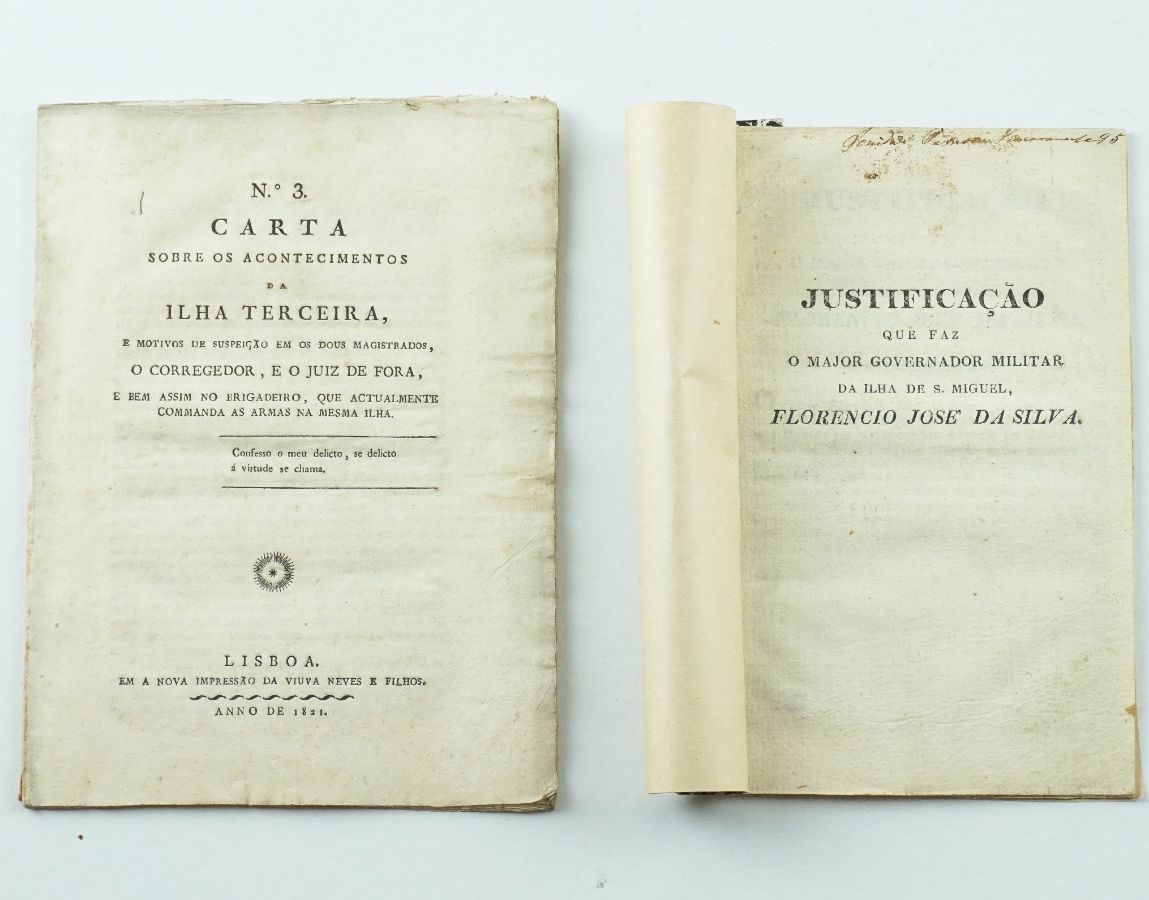 N.º 3.
CARTA
SOBRE OS ACONTECIMENTOS
DA
ILHA TERCEIRA,
E MOTIVOS DE SUSPEIÇÃO EM OS DOUS MAGISTRADOS,
O CORREGEDOR, E O JUIZ DE FORA,
E BEM ASSIM NO BRIGADEIRO, QUE ACTUALMENTE
COMMANDA AS ARMAS NA MESMA ILHA.
Confesso o meu delicto, se delicto
á virtude se chama.
LISBOA.
EM A NOVA IMPRESSÃO DA VIUVA NEVES E FILHOS.
ANNO DE 1821.
JUSTIFICAÇÃO
QUE FAZ
O MAJOR GOVERNADOR MILITAR
DA ILHA DE S. MIGUEL,
FLORENCIO JOSE' DA SILVA.